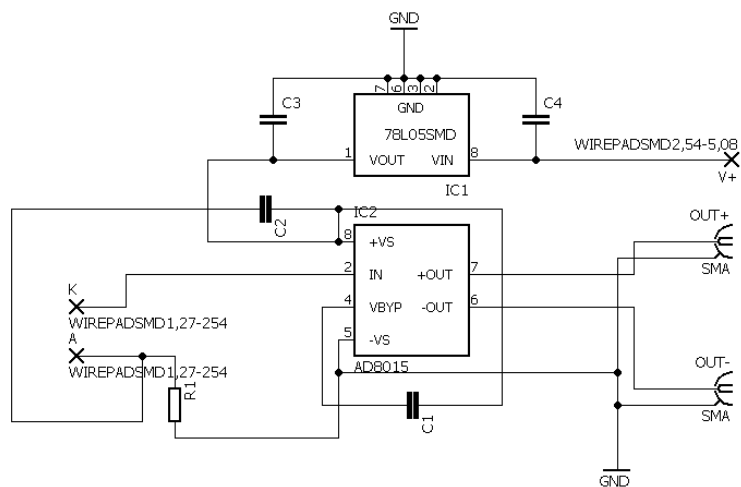 GND
7 6 3 2
GND
C3
C4
78L05SMD
1 VOUT VIN 8
WIREPADSMD2,54-5,08
V+
IC1
IC2
C2
OUT+
8 +VS
SMA
2 IN +OUT 7
K
WIREPADSMD1,27-254
4 VBYP -OUT 6
A
5 -VS
WIREPADSMD1,27-254
AD8015
OUT-
R1
C1
SMA
GND